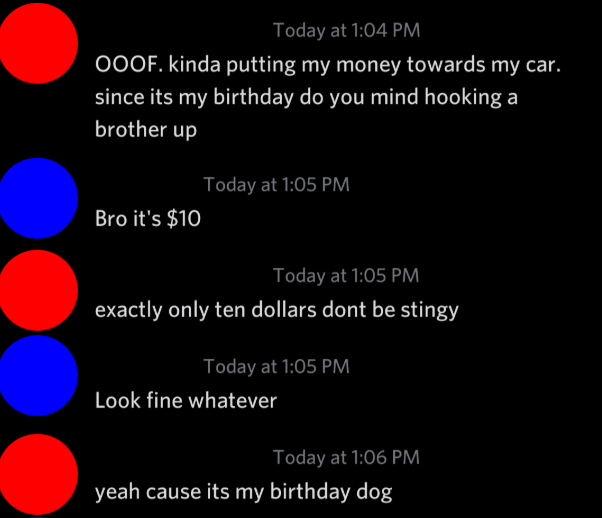 Today at 1:04 PM
OOOF. kinda putting my money towards my car.
since its my birthday do you mind hooking a
brother up
Today at 1:05 PM
Bro it's $10
Today at 1:05 PM
exactly only ten dollars dont be stingy
Today at 1:05 PM
Look fine whatever
Today at 1:06 PM
yeah cause its my birthday dog